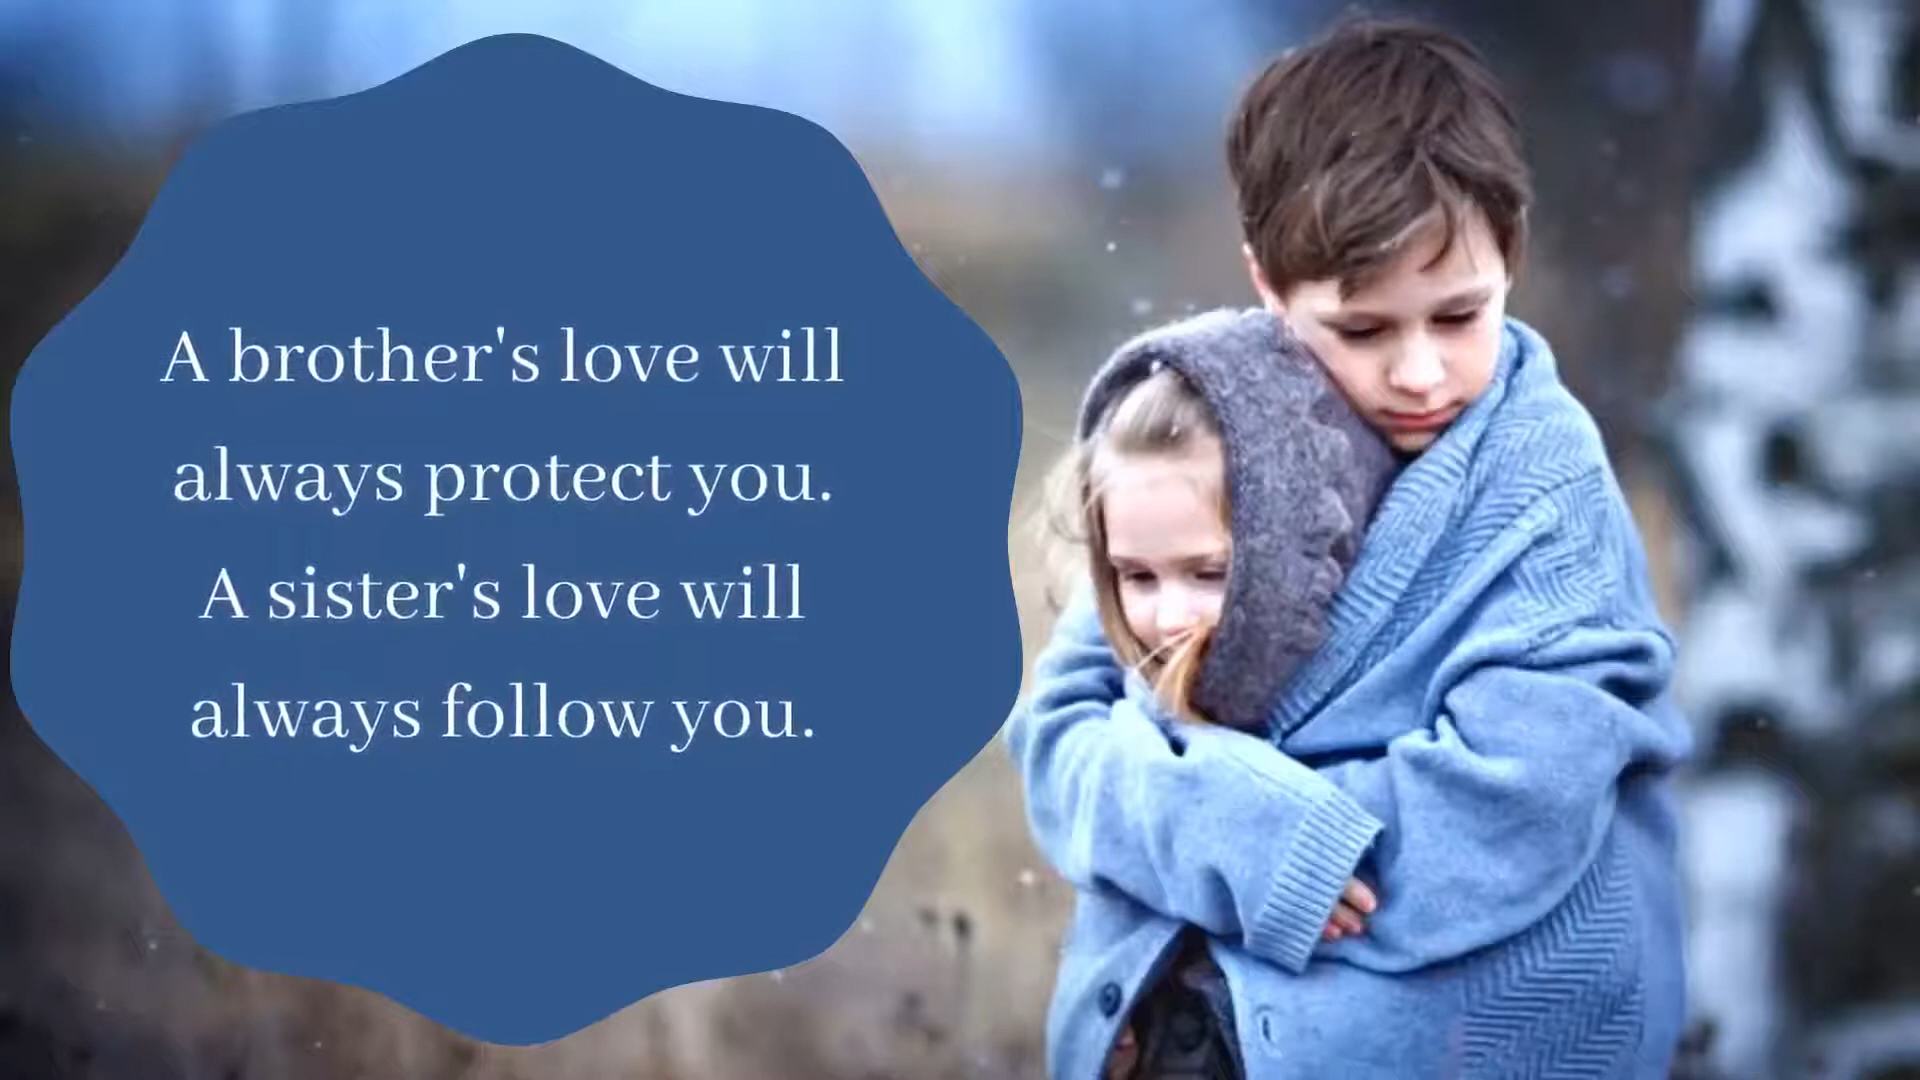 A brother's love will
always protect you.
A sister's love will
always follow you.